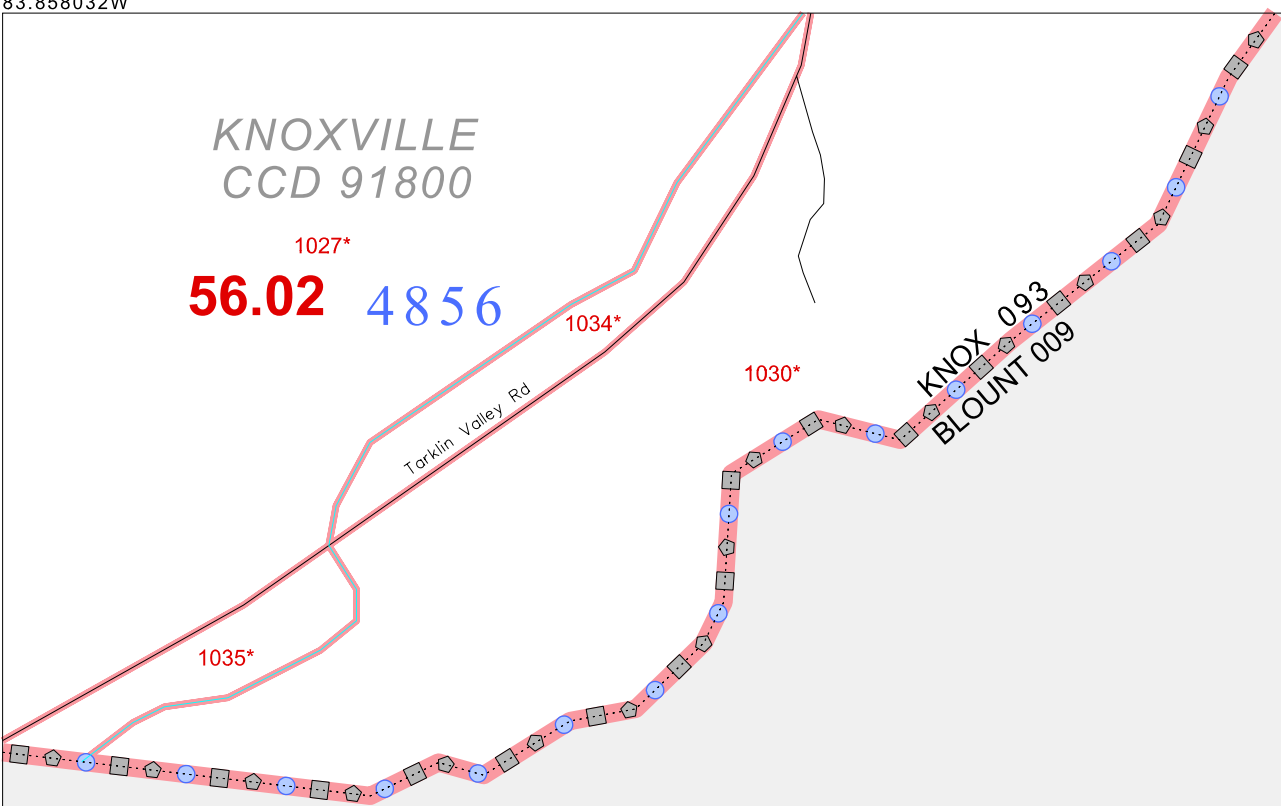 83.858032W
KNOXVILLE
CCD 91800
1027*
56.02 4856
1034*
1030*
KNOX 093
BLOUNT 009
Tarklin Valley Rd
1035*